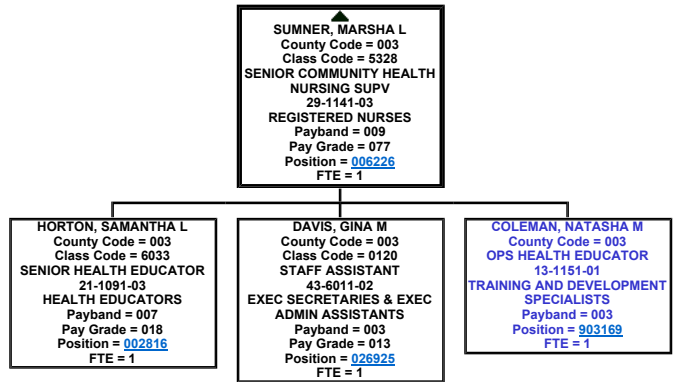 SUMNER, MARSHA L
County Code = 003
Class Code = 5328
SENIOR COMMUNITY HEALTH
NURSING SUPV
29-1141-03
REGISTERED NURSES
Payband = 009
Pay Grade = 077
Position = 006226
FTE = 1
HORTON, SAMANTHA L
County Code = 003
Class Code = 6033
SENIOR HEALTH EDUCATOR
21-1091-03
HEALTH EDUCATORS
Payband = 007
Pay Grade = 018
Position = 002816
FTE = 1
DAVIS, GINA M
County Code = 003
Class Code = 0120
STAFF ASSISTANT
43-6011-02
EXEC SECRETARIES & EXEC
ADMIN ASSISTANTS
Payband = 003
Pay Grade = 013
Position = 026925
FTE = 1
COLEMAN, NATASHA M
County Code = 003
OPS HEALTH EDUCATOR
13-1151-01
TRAINING AND DEVELOPMENT
SPECIALISTS
Payband = 003
Position = 903169
FTE = 1